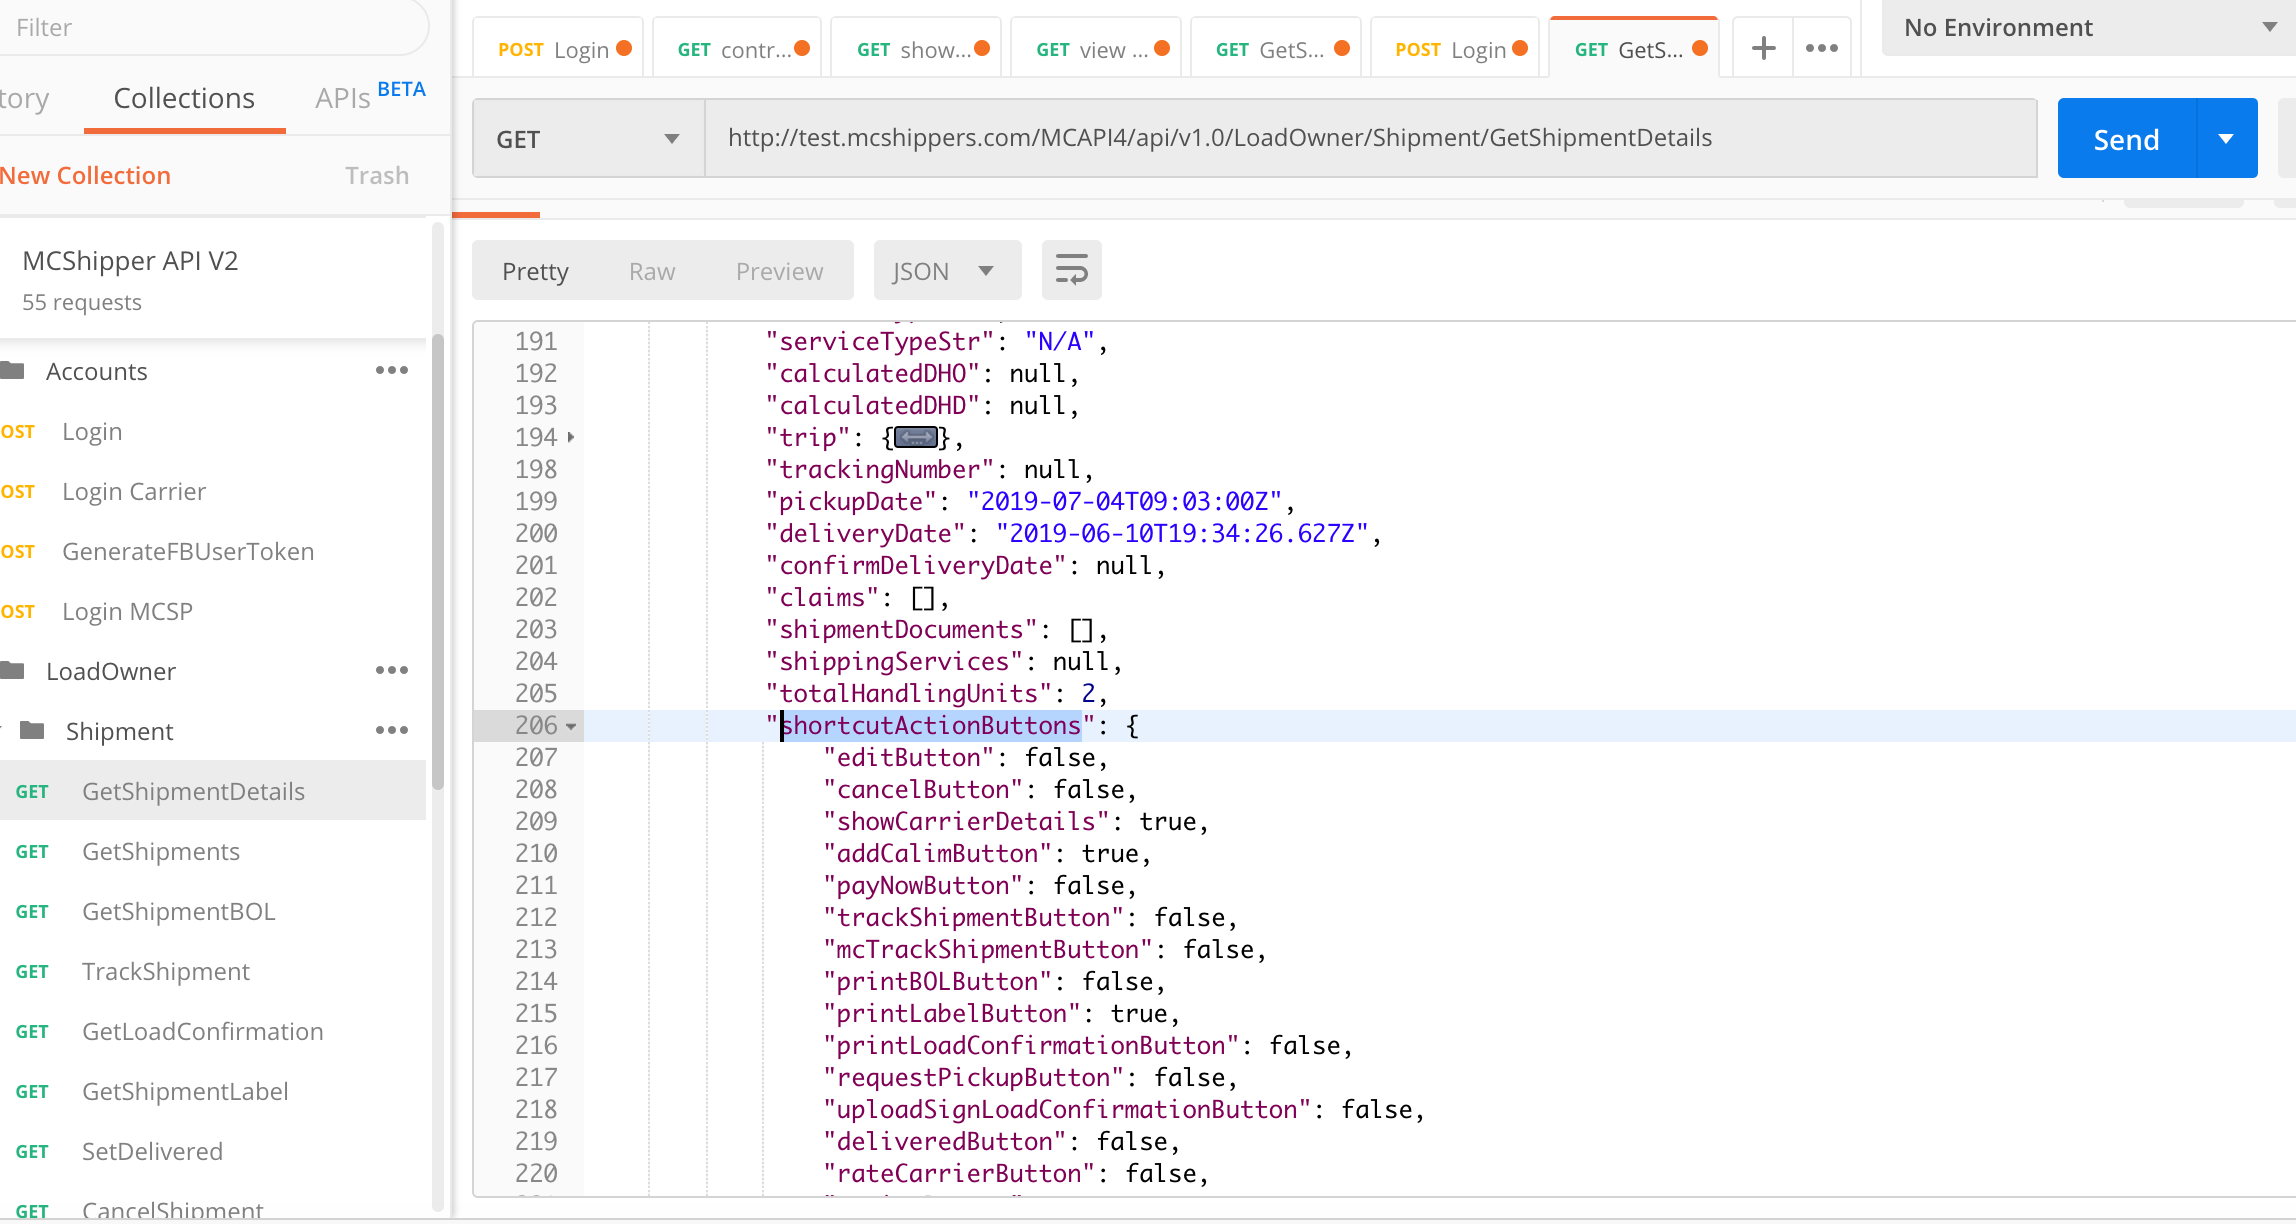 Filter
tory Collections APIs BETA
New Collection Trash
MCShipper API V2
55 requests
Accounts
OST Login
OST Login Carrier
OST GenerateFBUserToken
OST Login MCSP
LoadOwner
Shipment
GET GetShipmentDetails
GET GetShipments
GET GetShipmentBOL
GET TrackShipment
GET GetLoadConfirmation
GET GetShipmentLabel
GET SetDelivered
GET CancelShipment
POST Login GET contr... GET show... GET view ... GET GetS... POST Login GET GetS...
No Environment
GET http://test.mcshippers.com/MCAPI4/api/v1.0/LoadOwner/Shipment/GetShipmentDetails Send
Pretty Raw Preview JSON
191 "serviceTypeStr": "N/A",
192 "calculatedDHO": null,
193 "calculatedDHD": null,
194 "trip": {...},
198 "trackingNumber": null,
199 "pickupDate": "2019-07-04T09:03:00Z",
200 "deliveryDate": "2019-06-10T19:34:26.627Z",
201 "confirmDeliveryDate": null,
202 "claims": [],
203 "shipmentDocuments": [],
204 "shippingServices": null,
205 "totalHandlingUnits": 2,
206 "shortcutActionButtons": {
207 "editButton": false,
208 "cancelButton": false,
209 "showCarrierDetails": true,
210 "addCalimButton": true,
211 "payNowButton": false,
212 "trackShipmentButton": false,
213 "mcTrackShipmentButton": false,
214 "printBOLButton": false,
215 "printLabelButton": true,
216 "printLoadConfirmationButton": false,
217 "requestPickupButton": false,
218 "uploadSignLoadConfirmationButton": false,
219 "deliveredButton": false,
220 "rateCarrierButton": false,